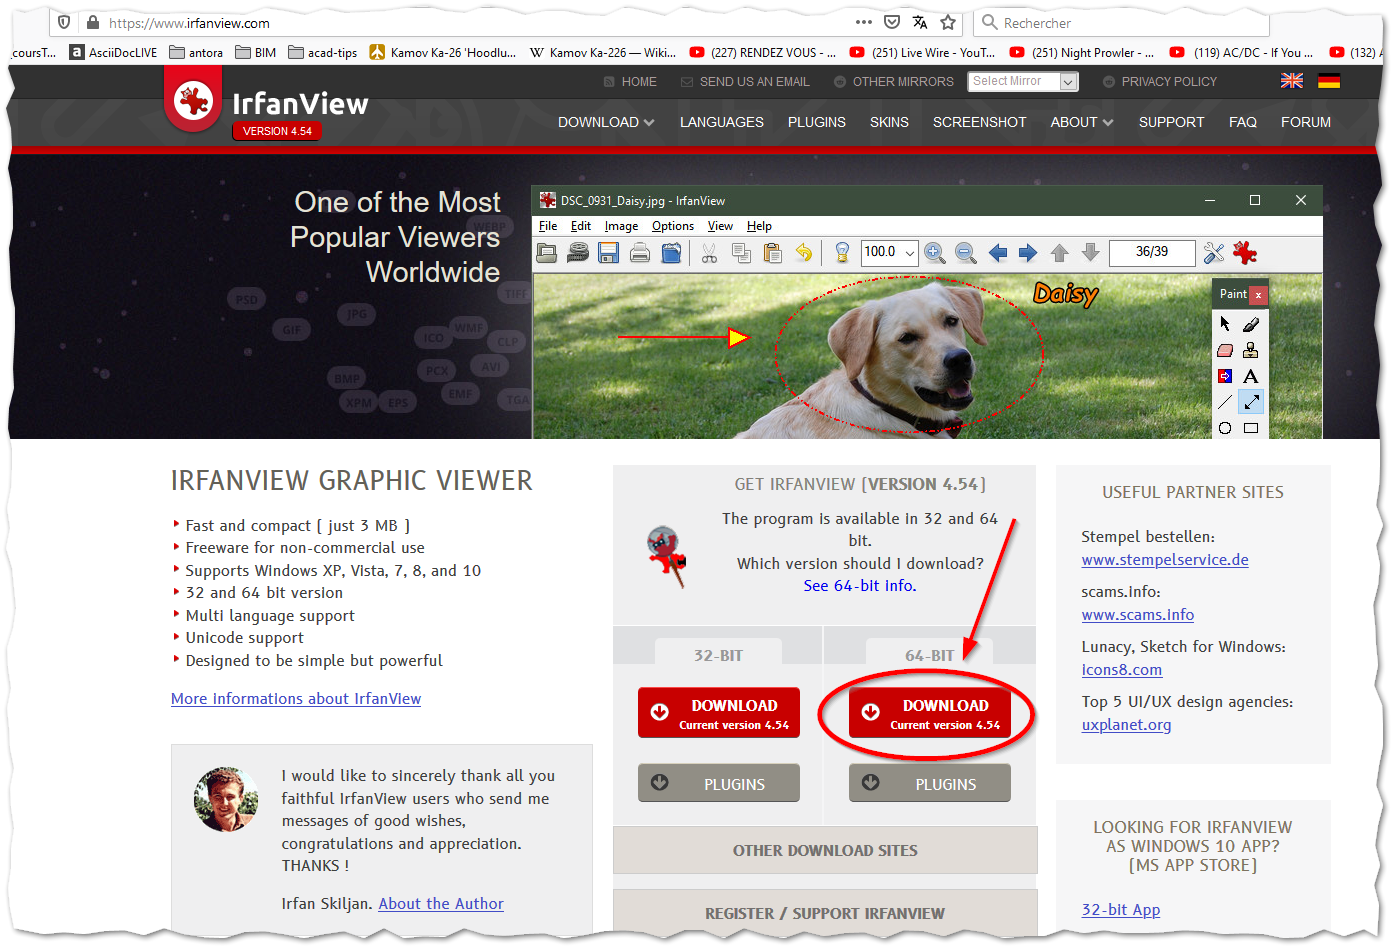 https://www.irfanview.com
Rechercher
coursT...
AsciiDocLIVE
antora
BIM
acad-tips
Kamov Ka-26 'Hoodlu...
Kamov Ka-226 — Wiki...
(227) RENDEZ VOUS - ...
(251) Live Wire - YouT...
(251) Night Prowler - ...
(119) AC/DC - If You ...
(132) A
HOME
SEND US AN EMAIL
OTHER MIRRORS
Select Mirror
PRIVACY POLICY
IrfanView
VERSION 4.54
DOWNLOAD
LANGUAGES
PLUGINS
SKINS
SCREENSHOT
ABOUT
SUPPORT
FAQ
FORUM
One of the Most
Popular Viewers
Worldwide
WEBP
PSD
TIFF
JPG
GIF
WMF
ICO
CLP
AVI
PCX
BMP
EMF
XPM
EPS
TGA
DSC_0931_Daisy.jpg - IrfanView
File Edit Image Options View Help
100.0
36/39
Daisy
Paint x
A
IRFANVIEW GRAPHIC VIEWER
Fast and compact ( just 3 MB )
Freeware for non-commercial use
Supports Windows XP, Vista, 7, 8, and 10
32 and 64 bit version
Multi language support
Unicode support
Designed to be simple but powerful
More informations about IrfanView
I would like to sincerely thank all you
faithful IrfanView users who send me
messages of good wishes,
congratulations and appreciation.
THANKS !
Irfan Skiljan. About the Author
GET IRFANVIEW (VERSION 4.54)
The program is available in 32 and 64
bit.
Which version should I download?
See 64-bit info.
32-BIT
DOWNLOAD
Current version 4.54
PLUGINS
64-BIT
DOWNLOAD
Current version 4.54
PLUGINS
OTHER DOWNLOAD SITES
REGISTER / SUPPORT IRFANVIEW
USEFUL PARTNER SITES
Stempel bestellen:
www.stempelservice.de
scams.info:
www.scams.info
Lunacy, Sketch for Windows:
icons8.com
Top 5 UI/UX design agencies:
uxplanet.org
LOOKING FOR IRFANVIEW
AS WINDOWS 10 APP?
(MS APP STORE)
32-bit App